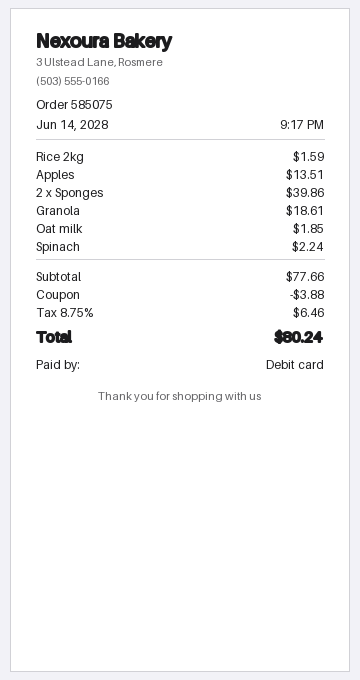 Nexoura Bakery
3 Ulstead Lane, Rosmere
(503) 555-0166
Order 585075
Jun 14, 2028 9:17 PM
Rice 2kg $1.59
Apples $13.51
2 x Sponges $39.86
Granola $18.61
Oat milk $1.85
Spinach $2.24
Subtotal $77.66
Coupon -$3.88
Tax 8.75% $6.46
Total $80.24
Paid by: Debit card
Thank you for shopping with us